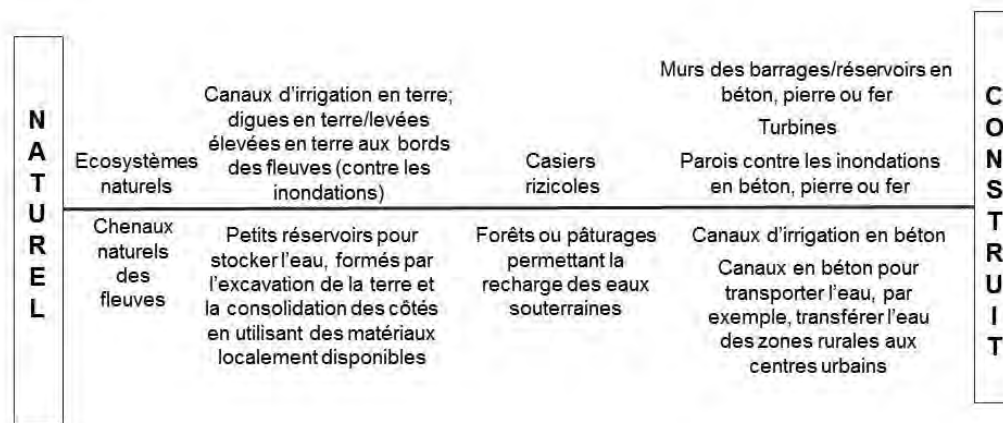 NATUREL
Ecosystèmes
naturels
Canaux d'irrigation en terre;
digues en terre/levées
élevées en terre aux bords
des fleuves (contre les
inondations)
Casiers
rizicoles
Murs des barrages/réservoirs en
béton, pierre ou fer
Turbines
Parois contre les inondations
en béton, pierre ou fer
Chenaux
naturels
des
fleuves
Petits réservoirs pour
stocker l'eau, formés par
l'excavation de la terre et
la consolidation des côtés
en utilisant des matériaux
localement disponibles
Forêts ou pâturages
permettant la
recharge des eaux
souterraines
Canaux d'irrigation en béton
Canaux en béton pour
transporter l'eau, par
exemple, transférer l'eau
des zones rurales aux
centres urbains
CONSTRUIT